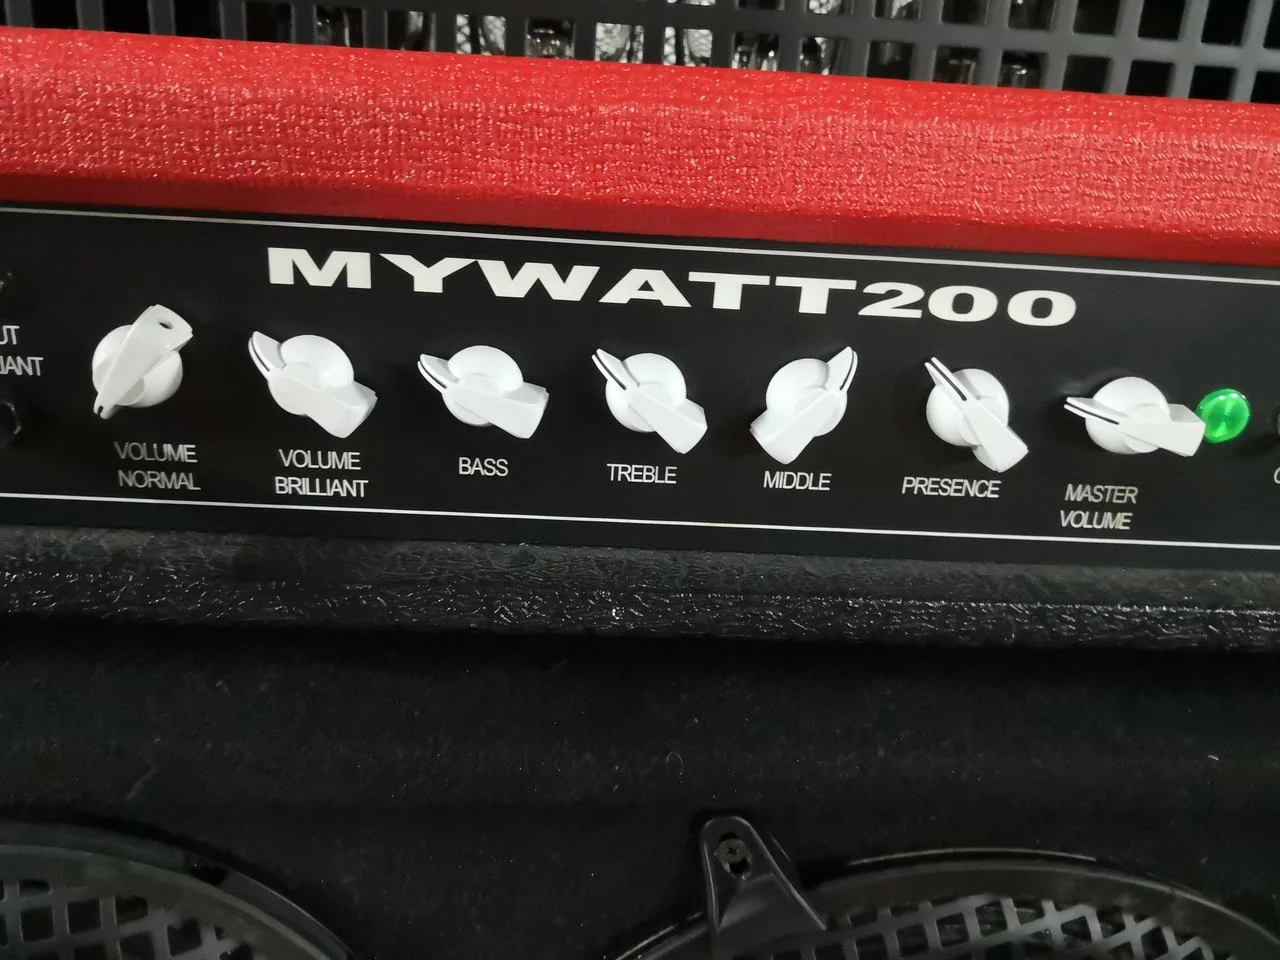 MYWATT200
VOLUME
NORMAL
VOLUME
BRILLIANT
BASS
TREBLE
MIDDLE
PRESENCE
MASTER
VOLUME